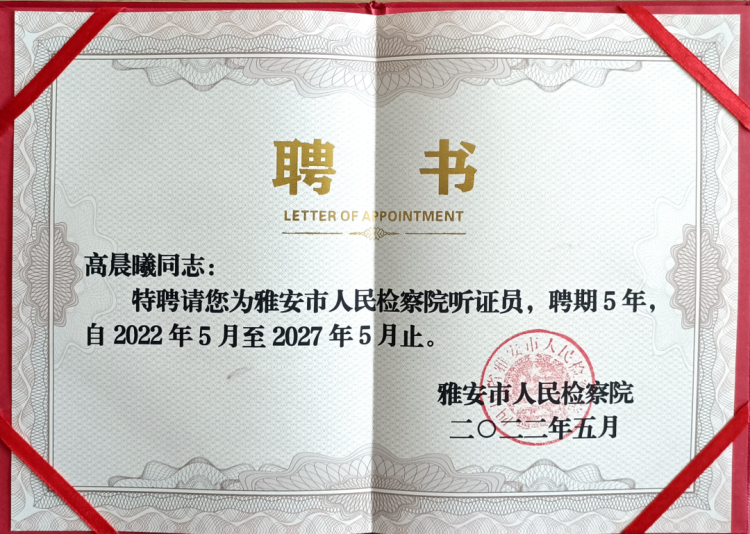 聘 书
LETTER OF APPOINTMENT
高晨曦同志：
特聘请您为雅安市人民检察院听证员，聘期5年，
自2022年5月至2027年5月止。
雅安市人民检察院
二〇二二年五月